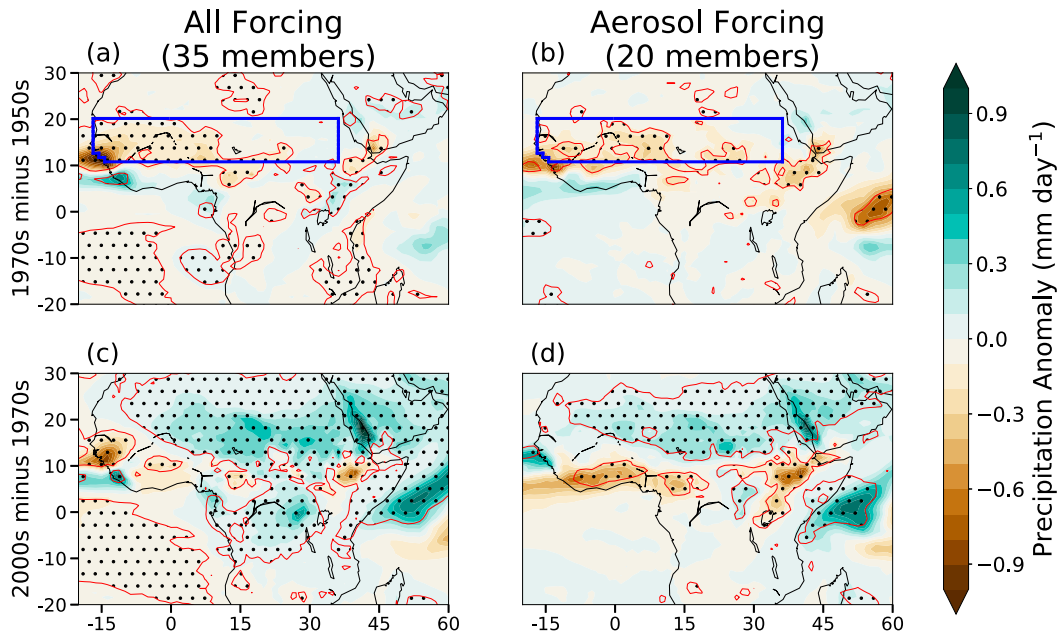 All Forcing
(35 members)
Aerosol Forcing
(20 members)
(a)
(b)
1970s minus 1950s
30
20
10
0
-10
-20
(c)
(d)
2000s minus 1970s
30
20
10
0
-10
-20
-15 0 15 30 45 60
-15 0 15 30 45 60
0.9
0.6
0.3
0.0
−0.3
−0.6
−0.9
Precipitation Anomaly (mm day⁻¹)